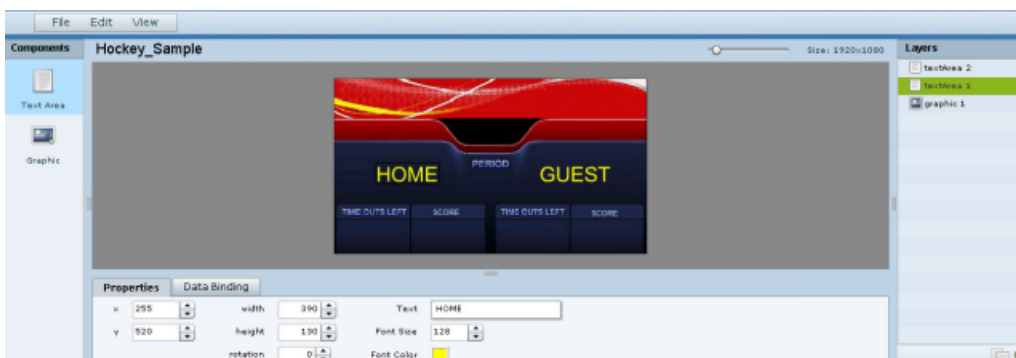 File Edit View
Components
Hockey_Sample
Size: 1920x1080
Layers
Text Area
Graphic
textArea 2
textArea 1
graphic 1
PERIOD
HOME
GUEST
TIME OUTS LEFT SCORE TIME OUTS LEFT SCORE
Properties Data Binding
x 255 width 390 Text HOME
y 520 height 130 Font Size 128
rotation 0 Font Color